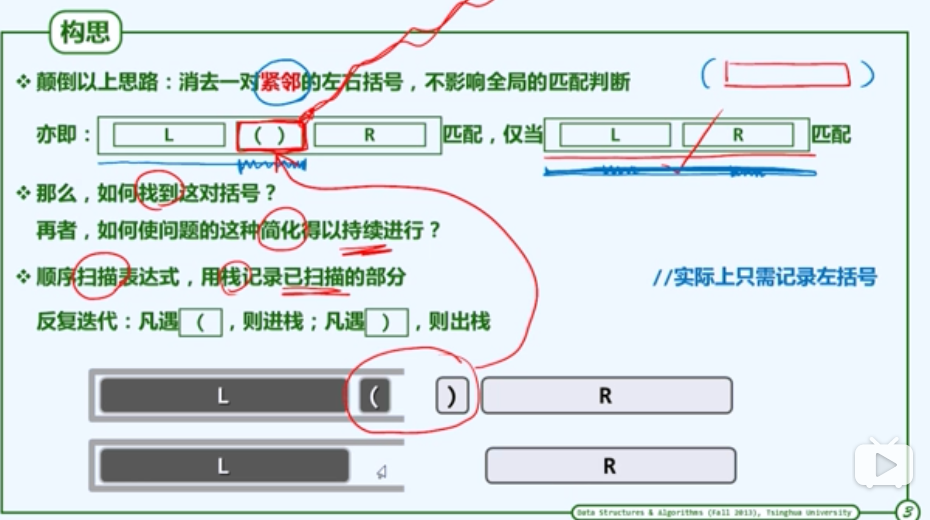 构思
❖ 颠倒以上思路：消去一对紧邻的左右括号，不影响全局的匹配判断
亦即： L ( ) R 匹配，仅当 L R 匹配
❖ 那么，如何找到这对括号？
再者，如何使问题的这种简化得以持续进行？
❖ 顺序扫描表达式，用栈记录已扫描的部分 //实际上只需记录左括号
反复迭代：凡遇 ( ，则进栈；凡遇 ) ，则出栈
L ( ) R
L R
Data Structures & Algorithms (Fall 2013), Tsinghua University 3